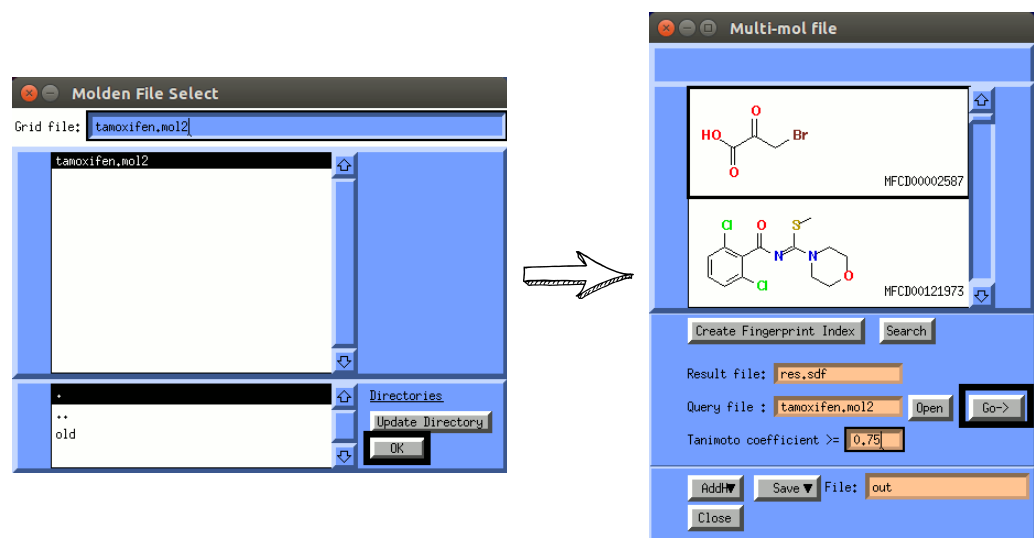 Molden File Select
Grid file: tamoxifen.mol2
tamoxifen.mol2
.
..
old
Directories
Update Directory
OK
Multi-mol file
O
HO
Br
O
MFCD00002587
Cl
O
S
N
N
O
Cl
MFCD00121973
Create Fingerprint Index Search
Result file: res.sdf
Query file : tamoxifen.mol2 Open Go->
Tanimoto coefficient >= 0.75
AddH▼ Save ▼ File: out
Close